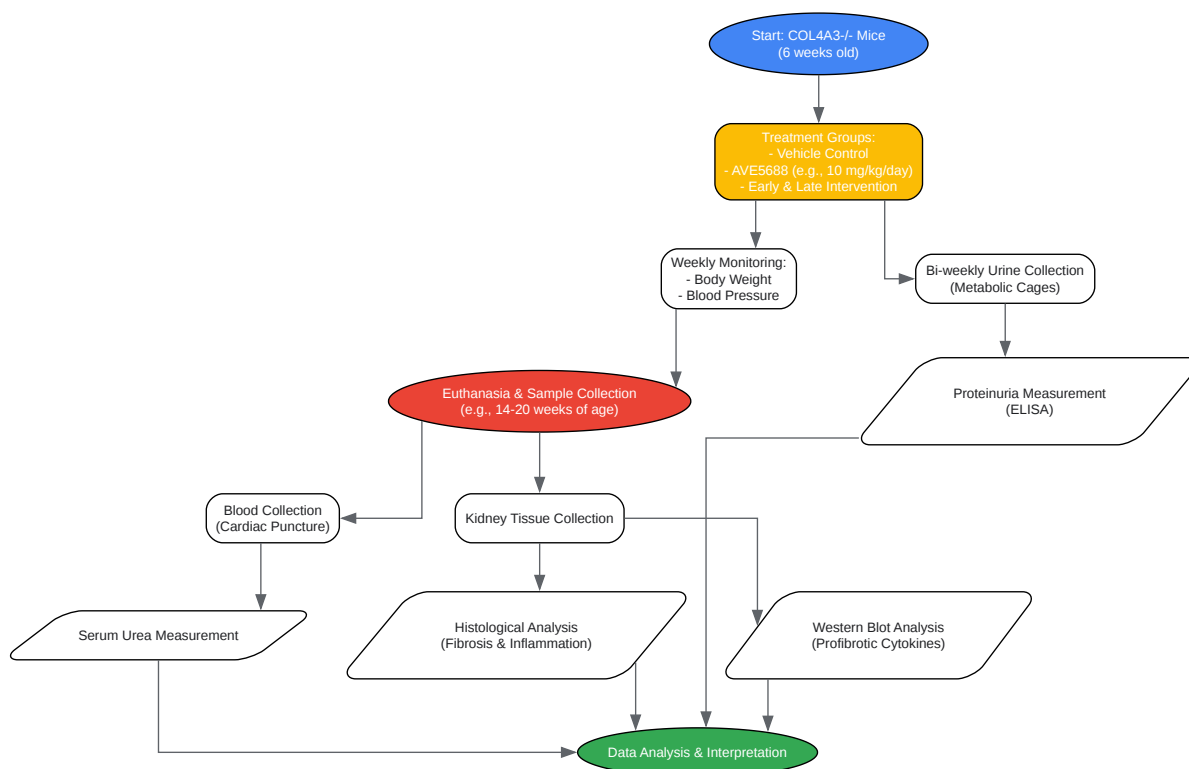 Start: COL4A3-/- Mice
(6 weeks old)
Treatment Groups:
- Vehicle Control
- AVE5688 (e.g., 10 mg/kg/day)
- Early & Late Intervention
Weekly Monitoring:
- Body Weight
- Blood Pressure
Bi-weekly Urine Collection
(Metabolic Cages)
Euthanasia & Sample Collection
(e.g., 14-20 weeks of age)
Proteinuria Measurement
(ELISA)
Blood Collection
(Cardiac Puncture)
Kidney Tissue Collection
Serum Urea Measurement
Histological Analysis
(Fibrosis & Inflammation)
Western Blot Analysis
(Profibrotic Cytokines)
Data Analysis & Interpretation